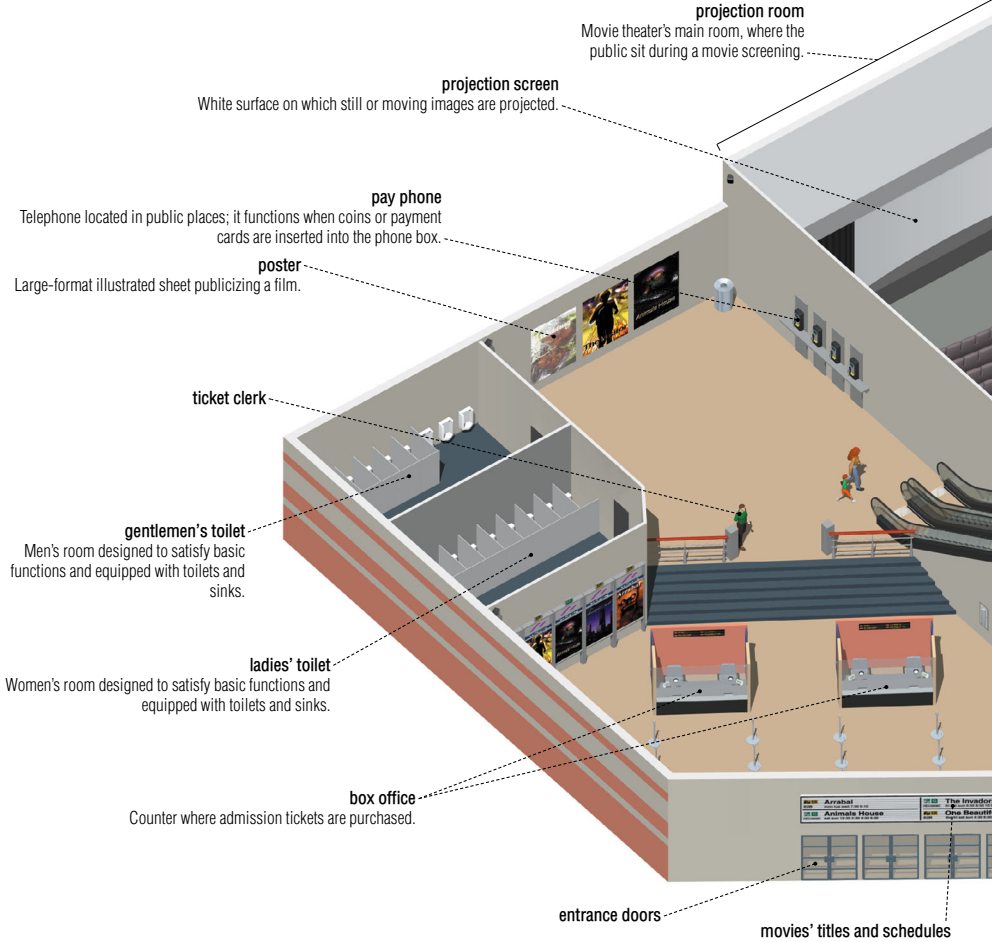 projection room
Movie theater's main room, where the
public sit during a movie screening.
projection screen
White surface on which still or moving images are projected.
pay phone
Telephone located in public places; it functions when coins or payment
cards are inserted into the phone box.
poster
Large-format illustrated sheet publicizing a film.
Animals House
ticket clerk
gentlemen's toilet
Men's room designed to satisfy basic
functions and equipped with toilets and
sinks.
ladies' toilet
Women's room designed to satisfy basic functions and
equipped with toilets and sinks.
box office
Counter where admission tickets are purchased.
Arrabal
The Invador
Animals House
One Beautif
entrance doors
movies' titles and schedules